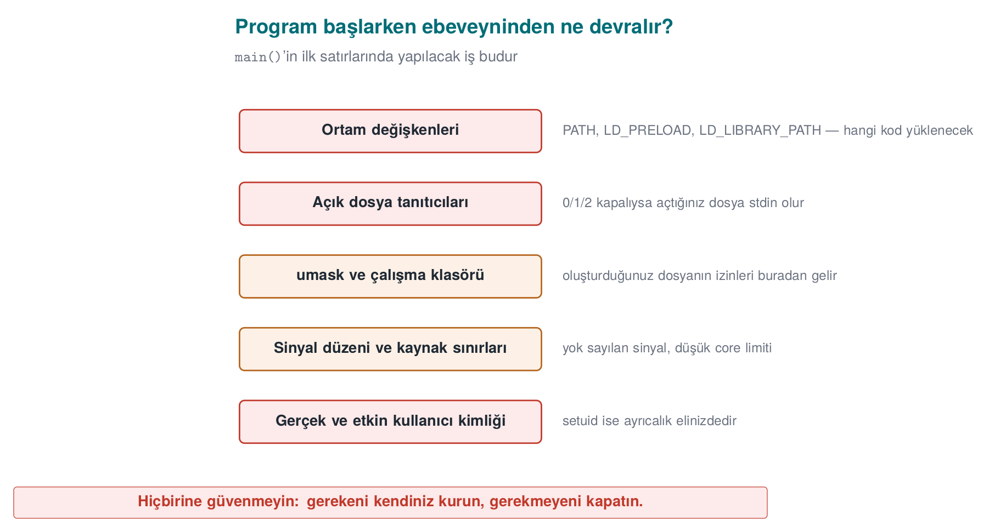 Program başlarken ebeveyninden ne devralır?
main()’in ilk satırlarında yapılacak iş budur
Ortam değişkenleri
PATH, LD_PRELOAD, LD_LIBRARY_PATH — hangi kod yüklenecek
Açık dosya tanıtıcıları
0/1/2 kapalıysa açtığınız dosya stdin olur
umask ve çalışma klasörü
oluşturduğunuz dosyanın izinleri buradan gelir
Sinyal düzeni ve kaynak sınırları
yok sayılan sinyal, düşük core limiti
Gerçek ve etkin kullanıcı kimliği
setuid ise ayrıcalık elinizdedir
Hiçbirine güvenmeyin: gerekeni kendiniz kurun, gerekmeyeni kapatın.